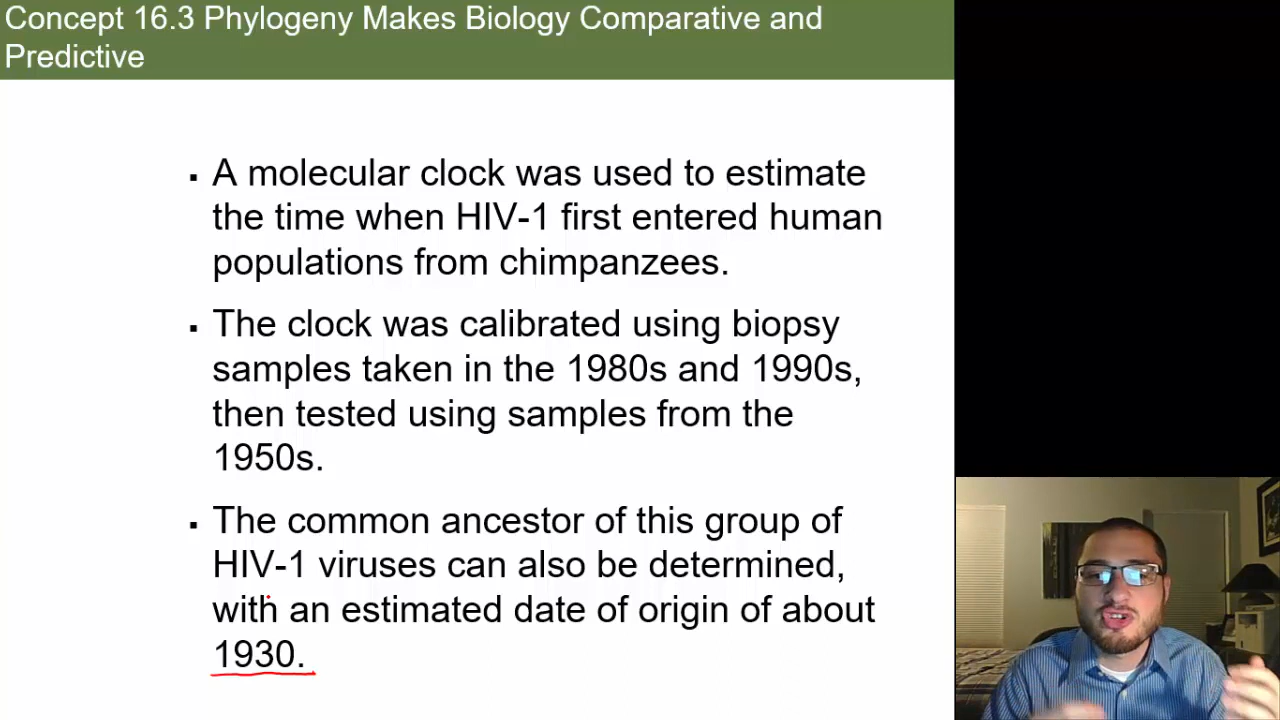 Concept 16.3 Phylogeny Makes Biology Comparative and
Predictive
▪ A molecular clock was used to estimate
the time when HIV-1 first entered human
populations from chimpanzees.
▪ The clock was calibrated using biopsy
samples taken in the 1980s and 1990s,
then tested using samples from the
1950s.
▪ The common ancestor of this group of
HIV-1 viruses can also be determined,
with an estimated date of origin of about
1930.